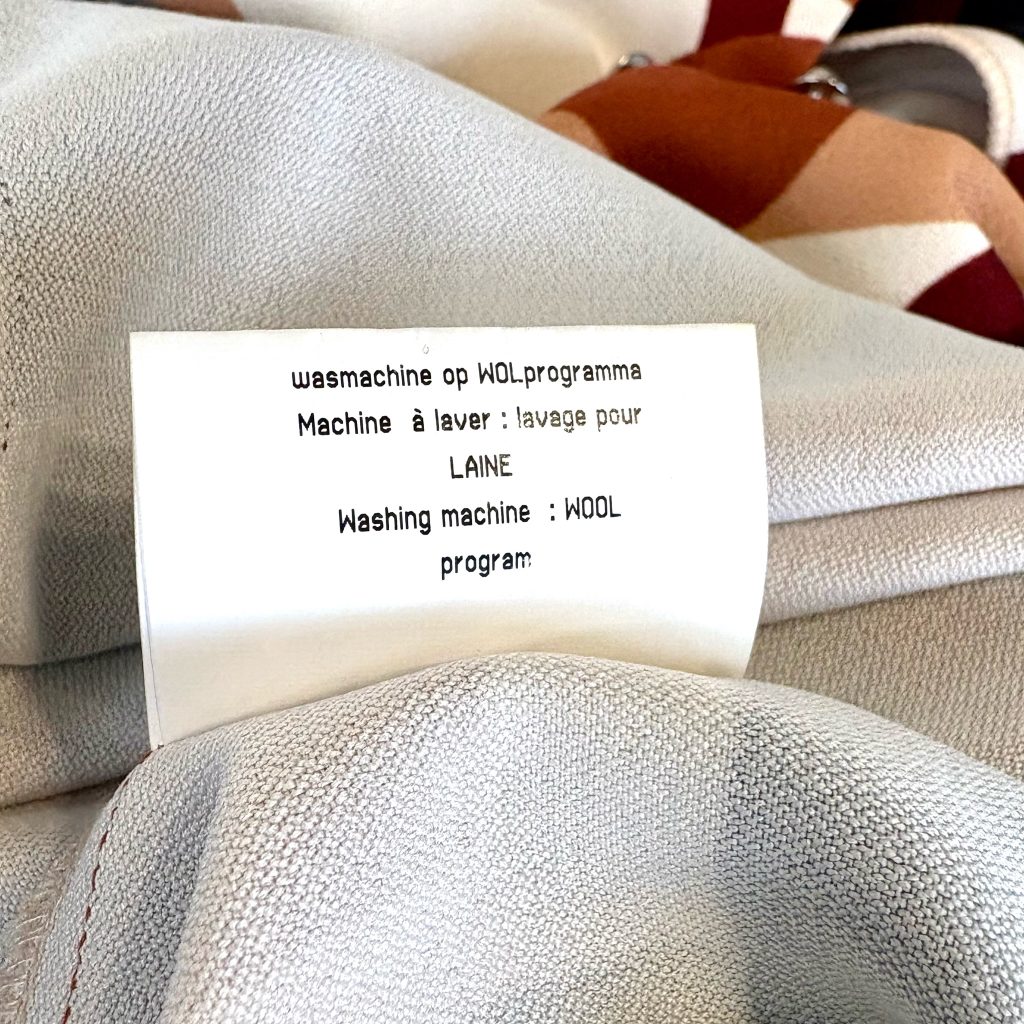 wasmachine op WOLprogramma
Machine à laver : lavage pour
LAINE
Washing machine : WOOL
program